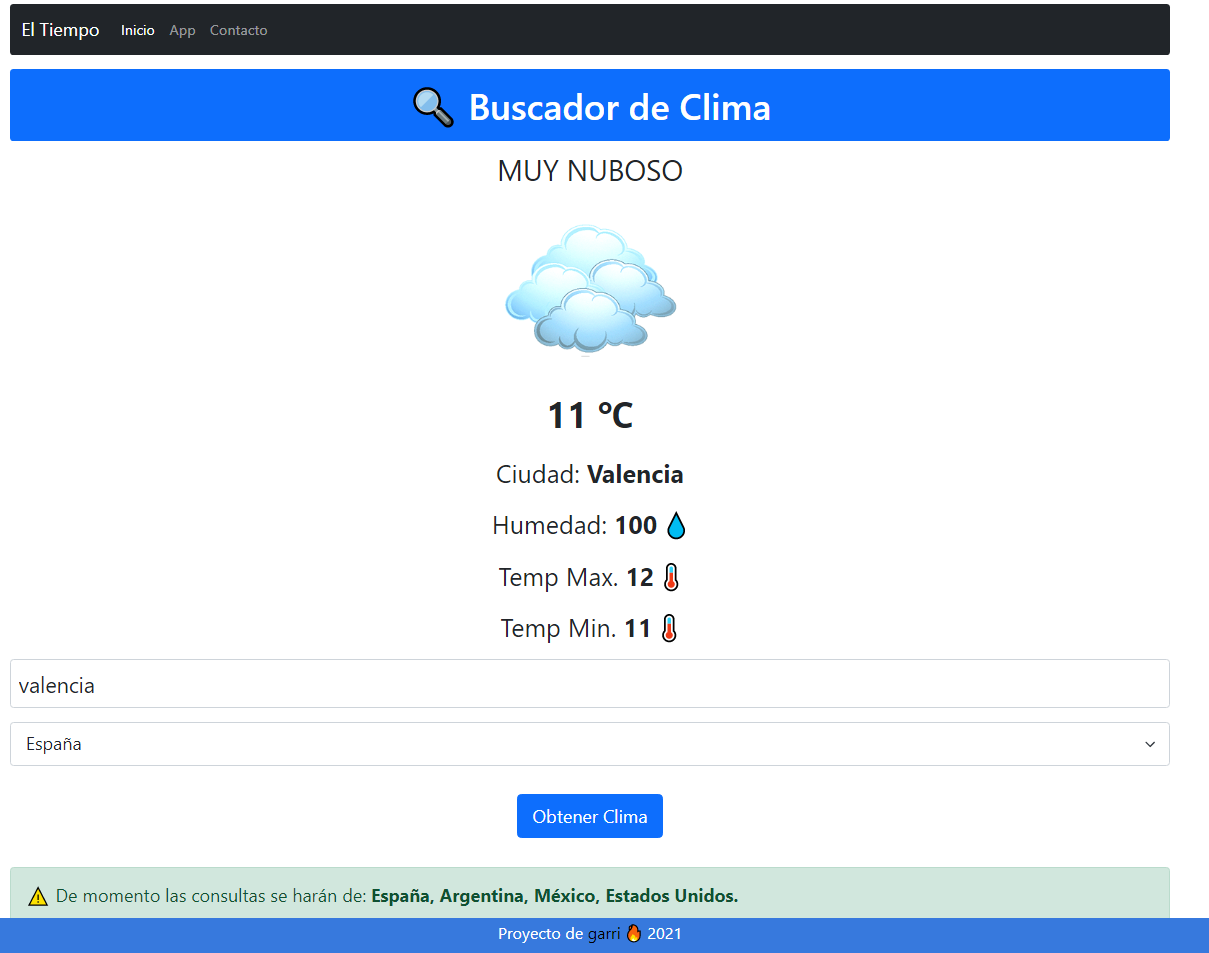 El Tiempo Inicio App Contacto
🔍 Buscador de Clima
MUY NUBOSO
11 °C
Ciudad: Valencia
Humedad: 100 💧
Temp Max. 12 🌡️
Temp Min. 11 🌡️
valencia
España
Obtener Clima
⚠️ De momento las consultas se harán de: España, Argentina, México, Estados Unidos.
Proyecto de garri 🔥 2021